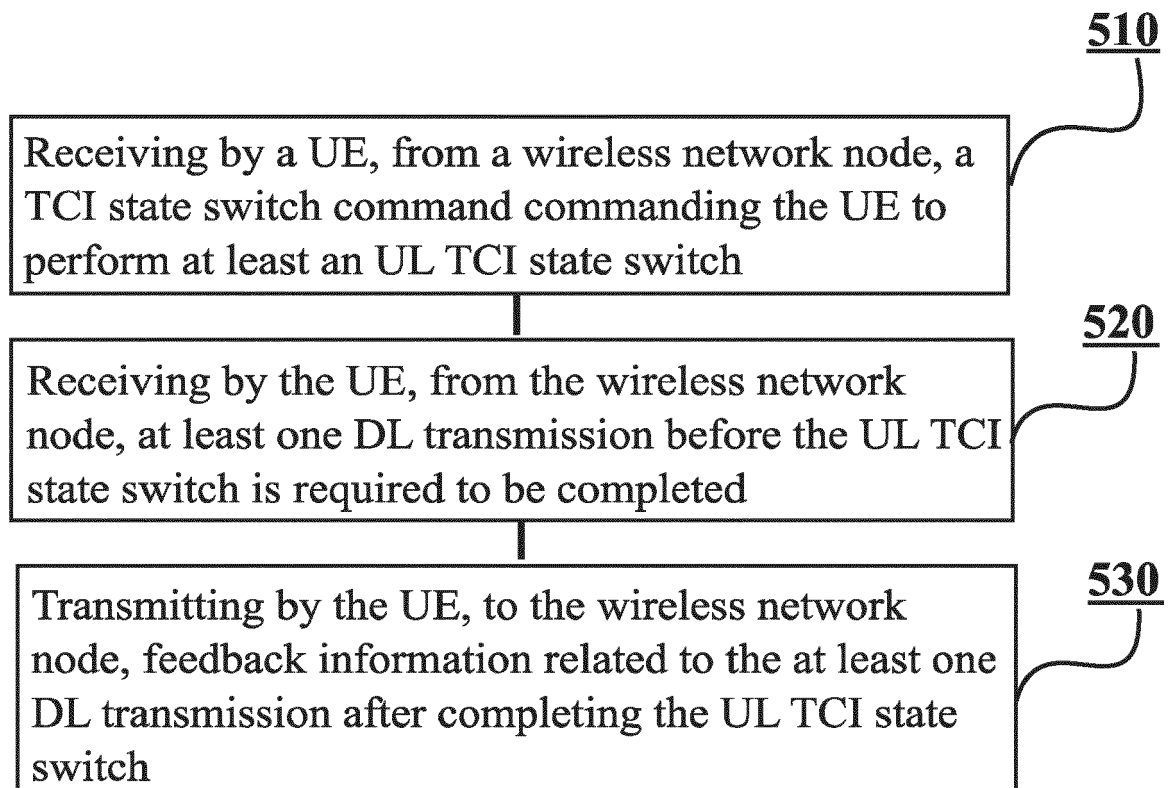 510
Receiving by a UE, from a wireless network node, a
TCI state switch command commanding the UE to
perform at least an UL TCI state switch
520
Receiving by the UE, from the wireless network
node, at least one DL transmission before the UL TCI
state switch is required to be completed
530
Transmitting by the UE, to the wireless network
node, feedback information related to the at least one
DL transmission after completing the UL TCI state
switch